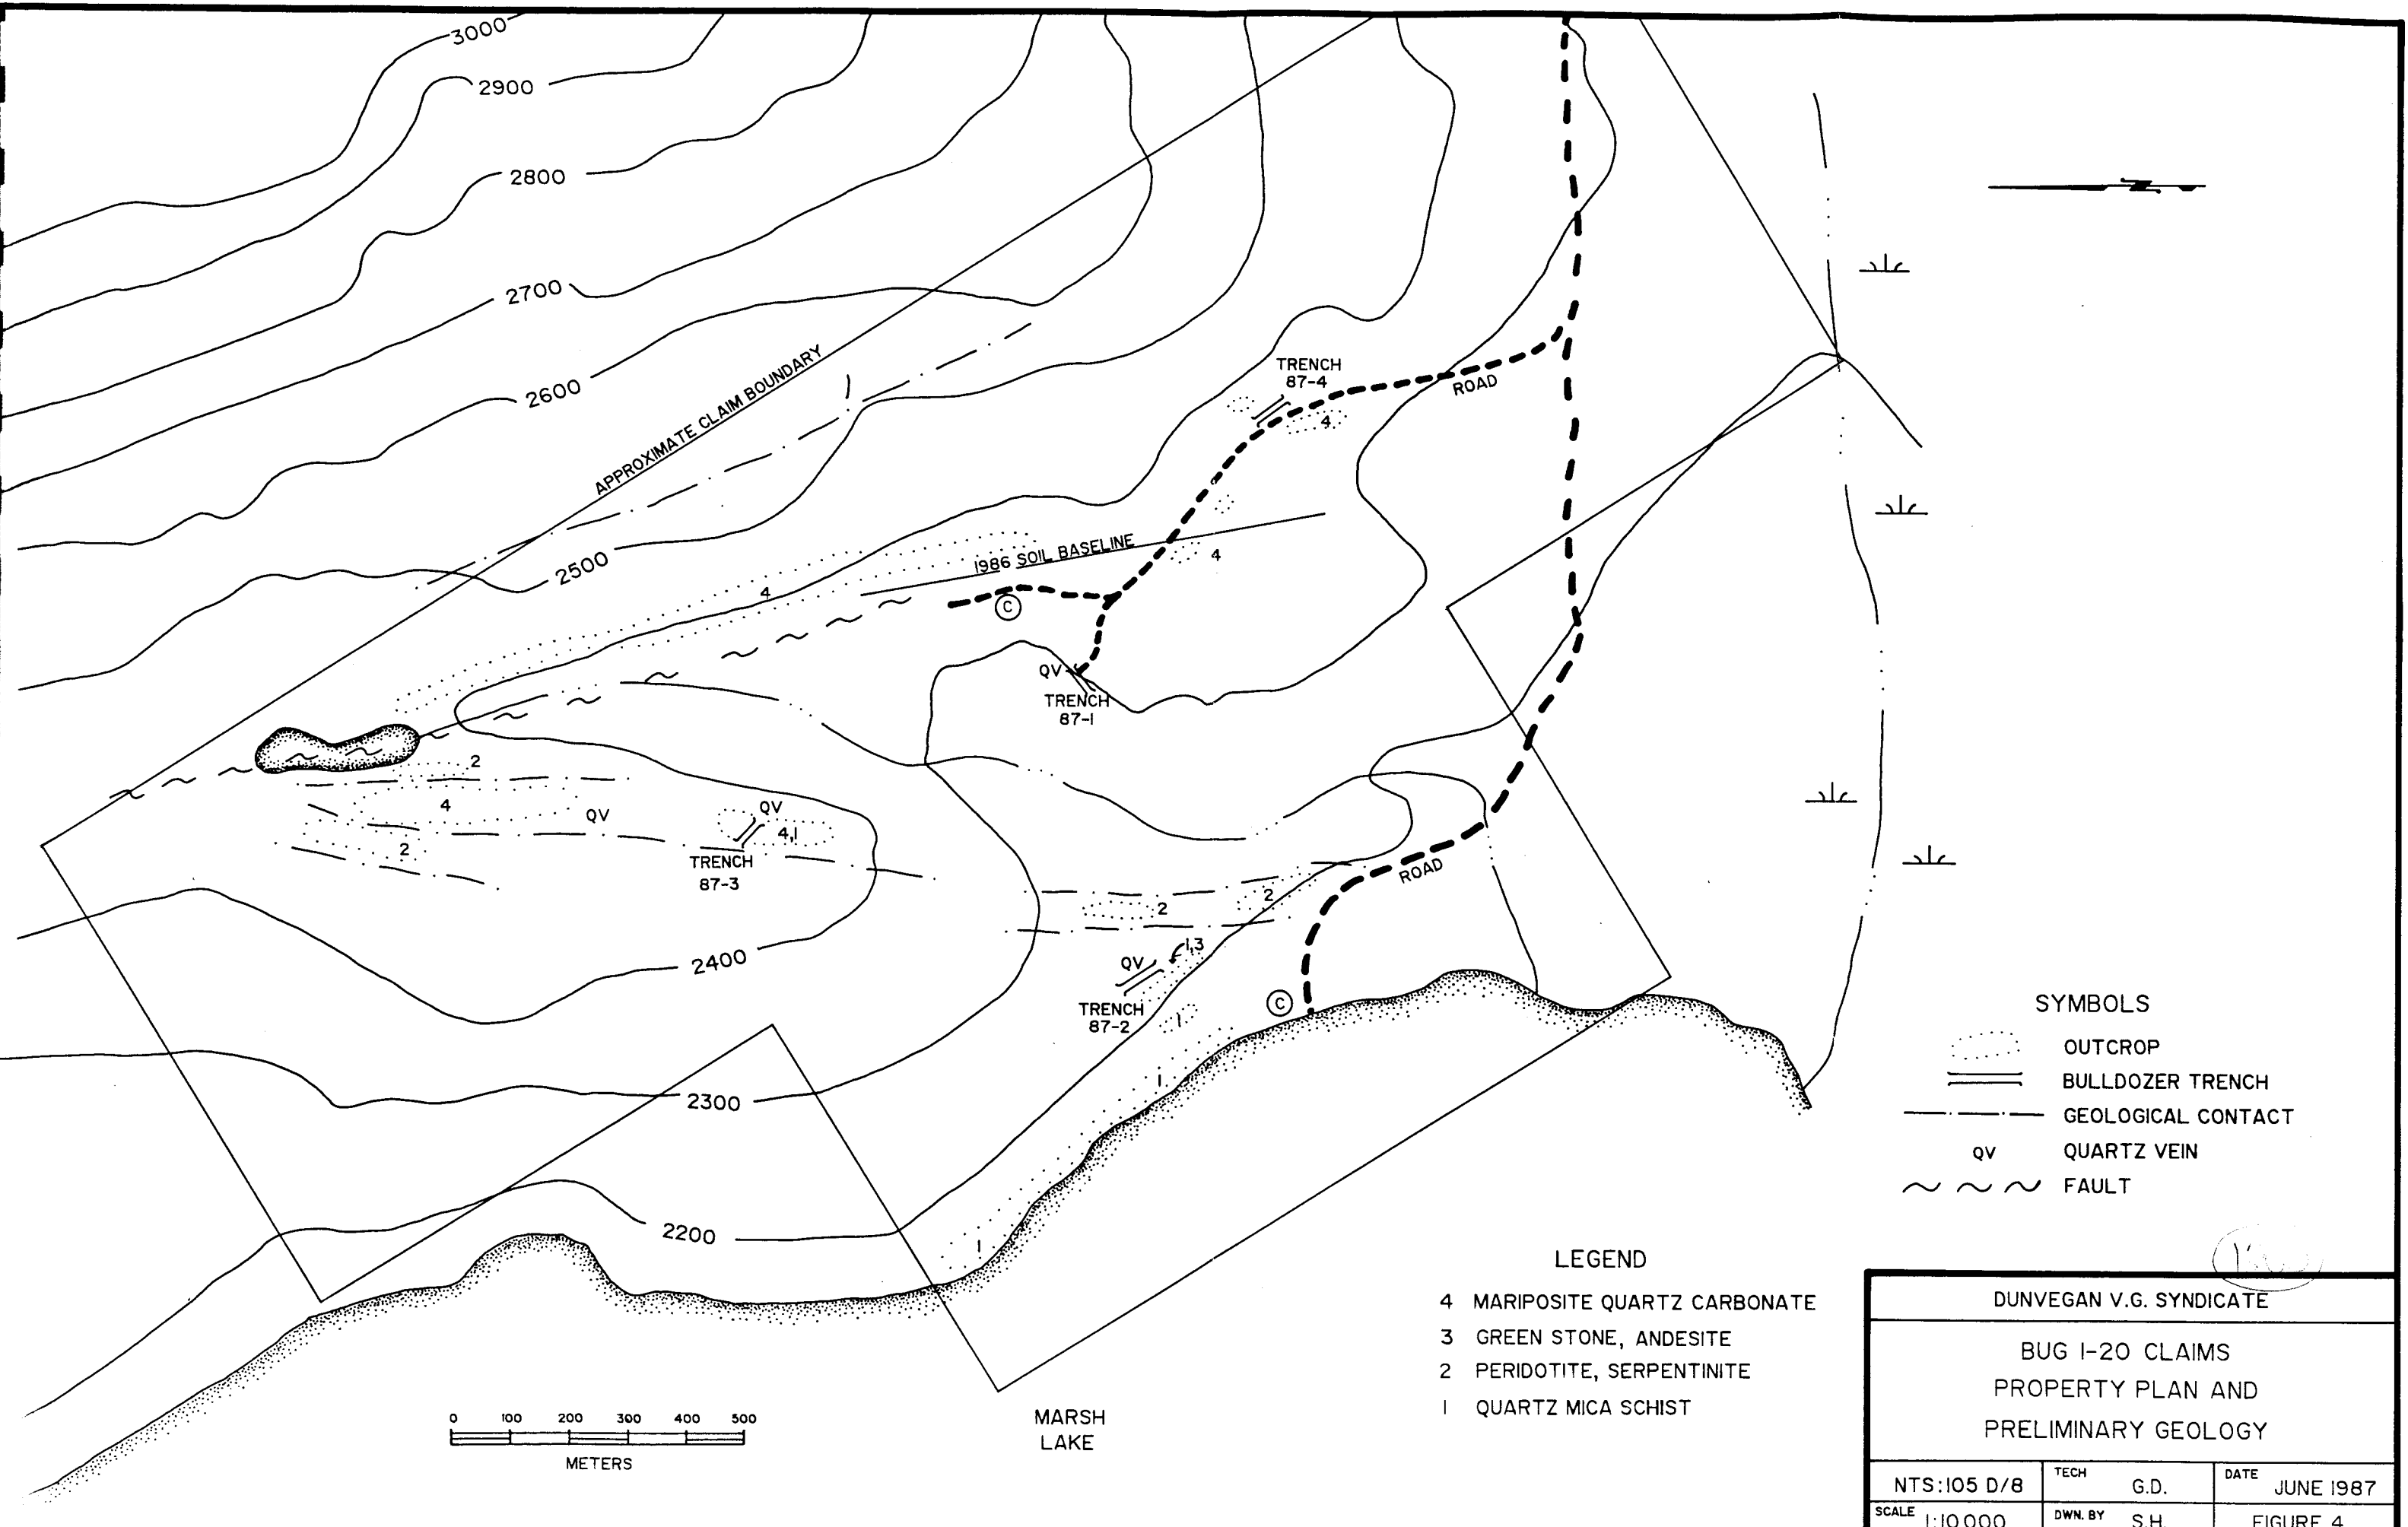 3000
2900
2800
2700
2600
2500
APPROXIMATE CLAIM BOUNDARY
TRENCH
87-4
4
ROAD
4
1986 SOIL BASELINE
4
C
QV
TRENCH
87-1
2
4
QV
QV
4,1
2
TRENCH
87-3
ROAD
2
2
1,3
QV
TRENCH
87-2
1
C
2400
2300
1
2200
1
SYMBOLS
OUTCROP
BULLDOZER TRENCH
GEOLOGICAL CONTACT
QV QUARTZ VEIN
FAULT
LEGEND
4 MARIPOSITE QUARTZ CARBONATE
3 GREEN STONE, ANDESITE
2 PERIDOTITE, SERPENTINITE
1 QUARTZ MICA SCHIST
0 100 200 300 400 500
METERS
MARSH
LAKE
DUNVEGAN V.G. SYNDICATE
BUG 1-20 CLAIMS
PROPERTY PLAN AND
PRELIMINARY GEOLOGY
NTS:105 D/8
TECH G.D.
DATE JUNE 1987
SCALE 1:10,000
DWN. BY S.H.
FIGURE 4